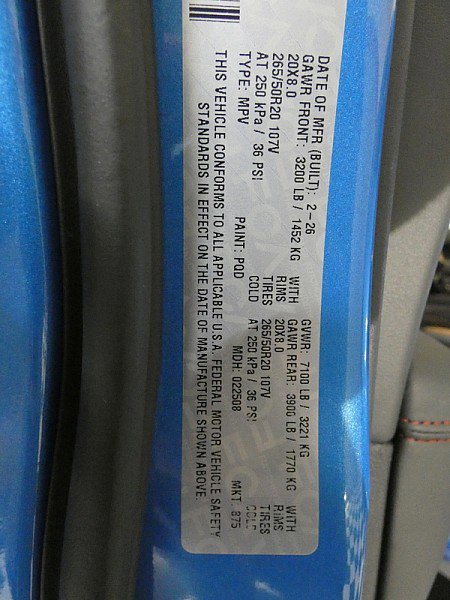 DATE OF MFR (BUILT): 2-26 GVWR: 7100 LB / 3221 KG
GAWR FRONT: 3200 LB / 1452 KG WITH GAWR REAR: 3900 LB / 1770 KG WITH
20X8.0 RIMS 20X8.0 RIMS
265/50R20 107V TIRES 265/50R20 107V TIRES
AT 250 kPa / 36 PSI COLD AT 250 kPa / 36 PSI COLD
TYPE: MPV PAINT: PQD MDH: 022508 MKT 875
THIS VEHICLE CONFORMS TO ALL APPLICABLE U.S.A. FEDERAL MOTOR VEHICLE SAFETY
STANDARDS IN EFFECT ON THE DATE OF MANUFACTURE SHOWN ABOVE.